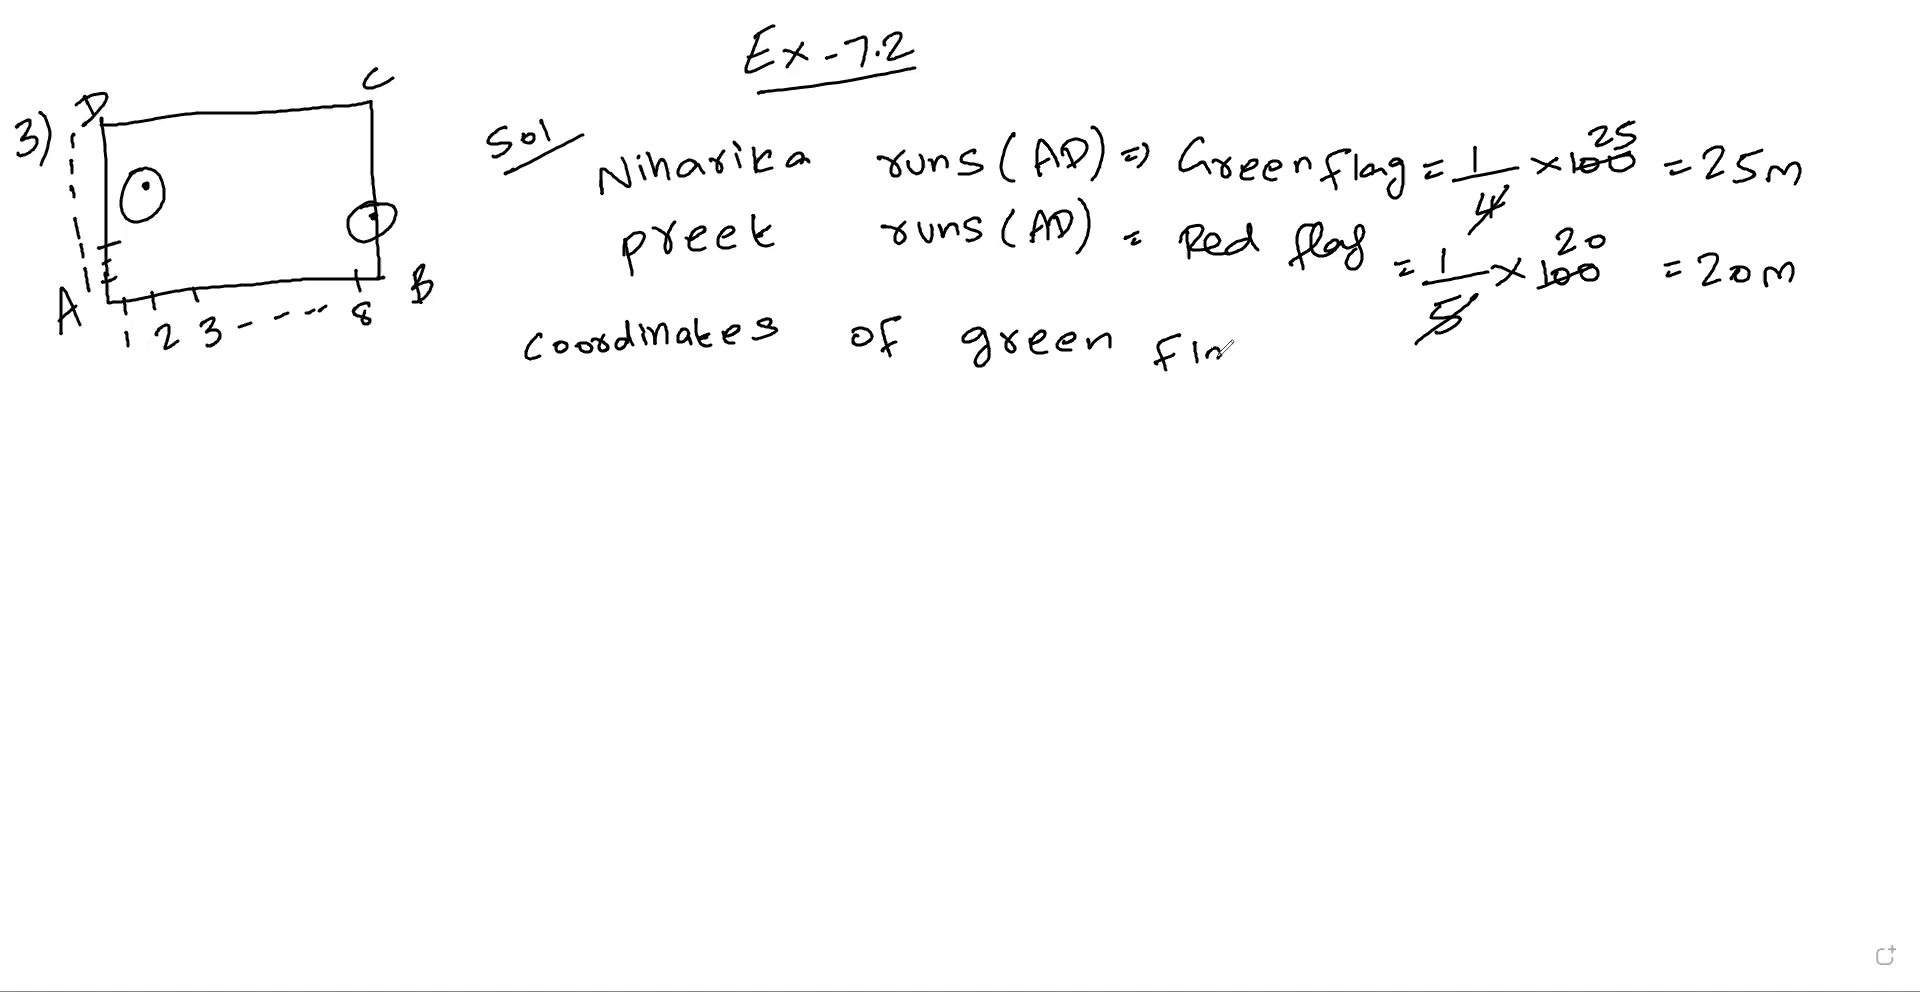 Ex-7.2
3)
D C
A B
1 2 3 - - - - 8
Sol
Niharika runs (AD) => Green flag = 1/4 × 100 25 = 25m
preet runs (AD) = Red flag = 1/5 × 100 20 = 20m
coordinates of green